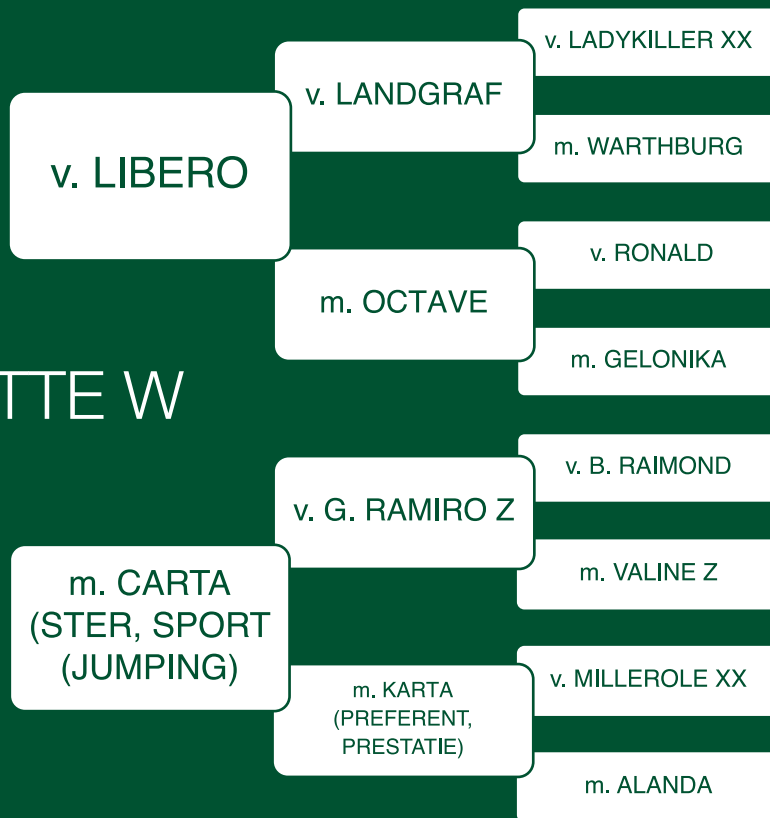 v. LADYKILLER XX
v. LANDGRAF
m. WARTHBURG
v. LIBERO
v. RONALD
m. OCTAVE
m. GELONIKA
TTE W
v. B. RAIMOND
v. G. RAMIRO Z
m. VALINE Z
m. CARTA
(STER, SPORT
(JUMPING)
v. MILLEROLE XX
m. KARTA
(PREFERENT,
PRESTATIE)
m. ALANDA